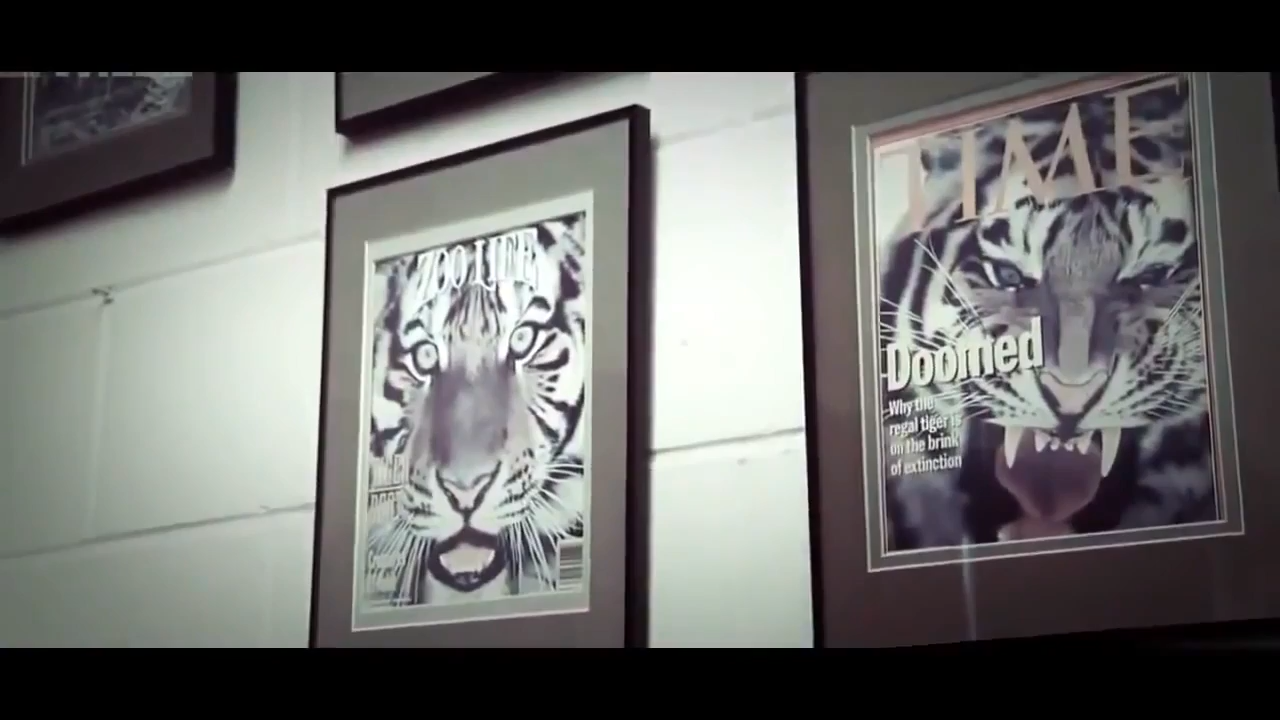 ZOO LIFE
TIME
Doomed
Why the
regal tiger is
on the brink
of extinction